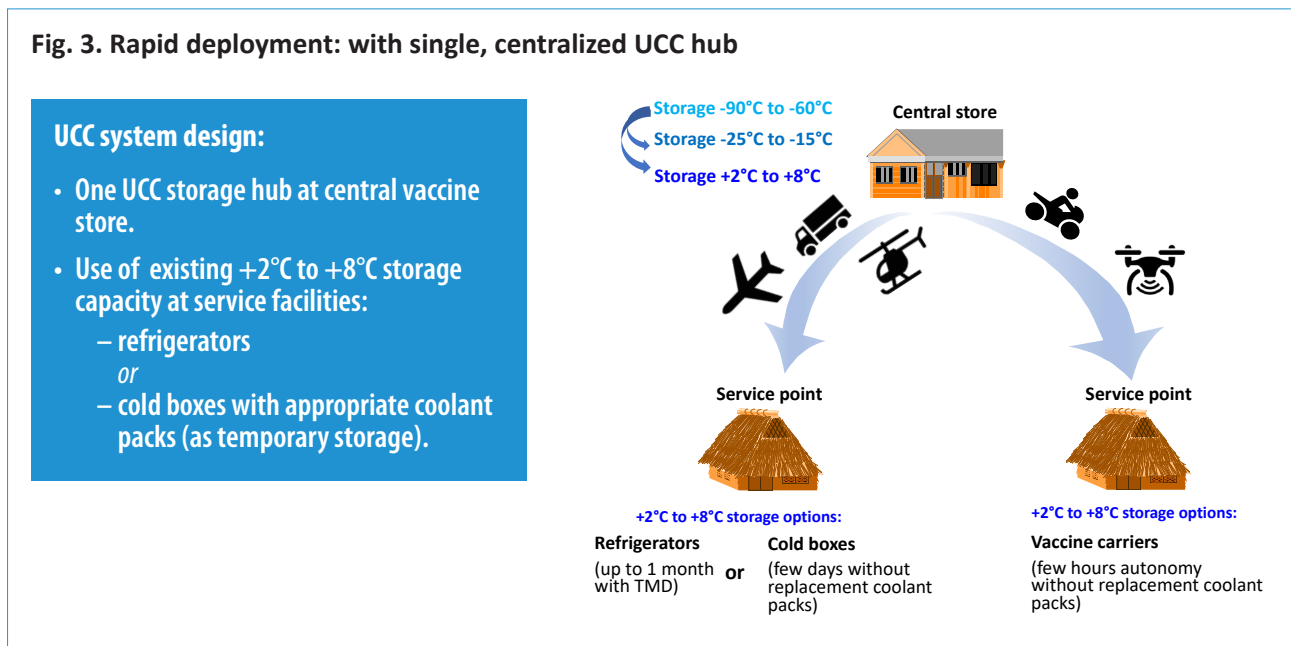 Fig. 3. Rapid deployment: with single, centralized UCC hub
UCC system design:
• One UCC storage hub at central vaccine
store.
• Use of existing +2°C to +8°C storage
capacity at service facilities:
– refrigerators
or
– cold boxes with appropriate coolant
packs (as temporary storage).
Storage -90°C to -60°C
Storage -25°C to -15°C
Storage +2°C to +8°C
Central store
Service point
+2°C to +8°C storage options:
Refrigerators
(up to 1 month
with TMD)
or
Cold boxes
(few days without
replacement coolant
packs)
Service point
+2°C to +8°C storage options:
Vaccine carriers
(few hours autonomy
without replacement coolant
packs)